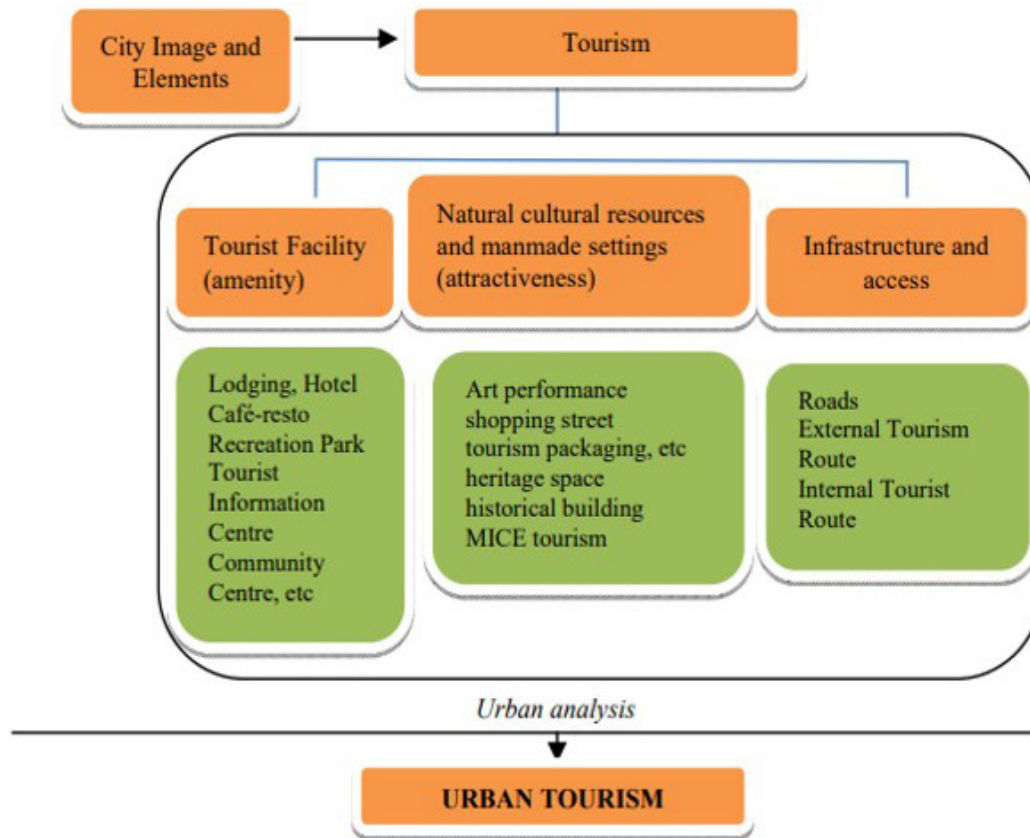 City Image and
Elements
Tourism
Tourist Facility
(amenity)
Natural cultural resources
and manmade settings
(attractiveness)
Infrastructure and
access
Lodging, Hotel
Café-resto
Recreation Park
Tourist
Information
Centre
Community
Centre, etc
Art performance
shopping street
tourism packaging, etc
heritage space
historical building
MICE tourism
Roads
External Tourism
Route
Internal Tourist
Route
Urban analysis
URBAN TOURISM